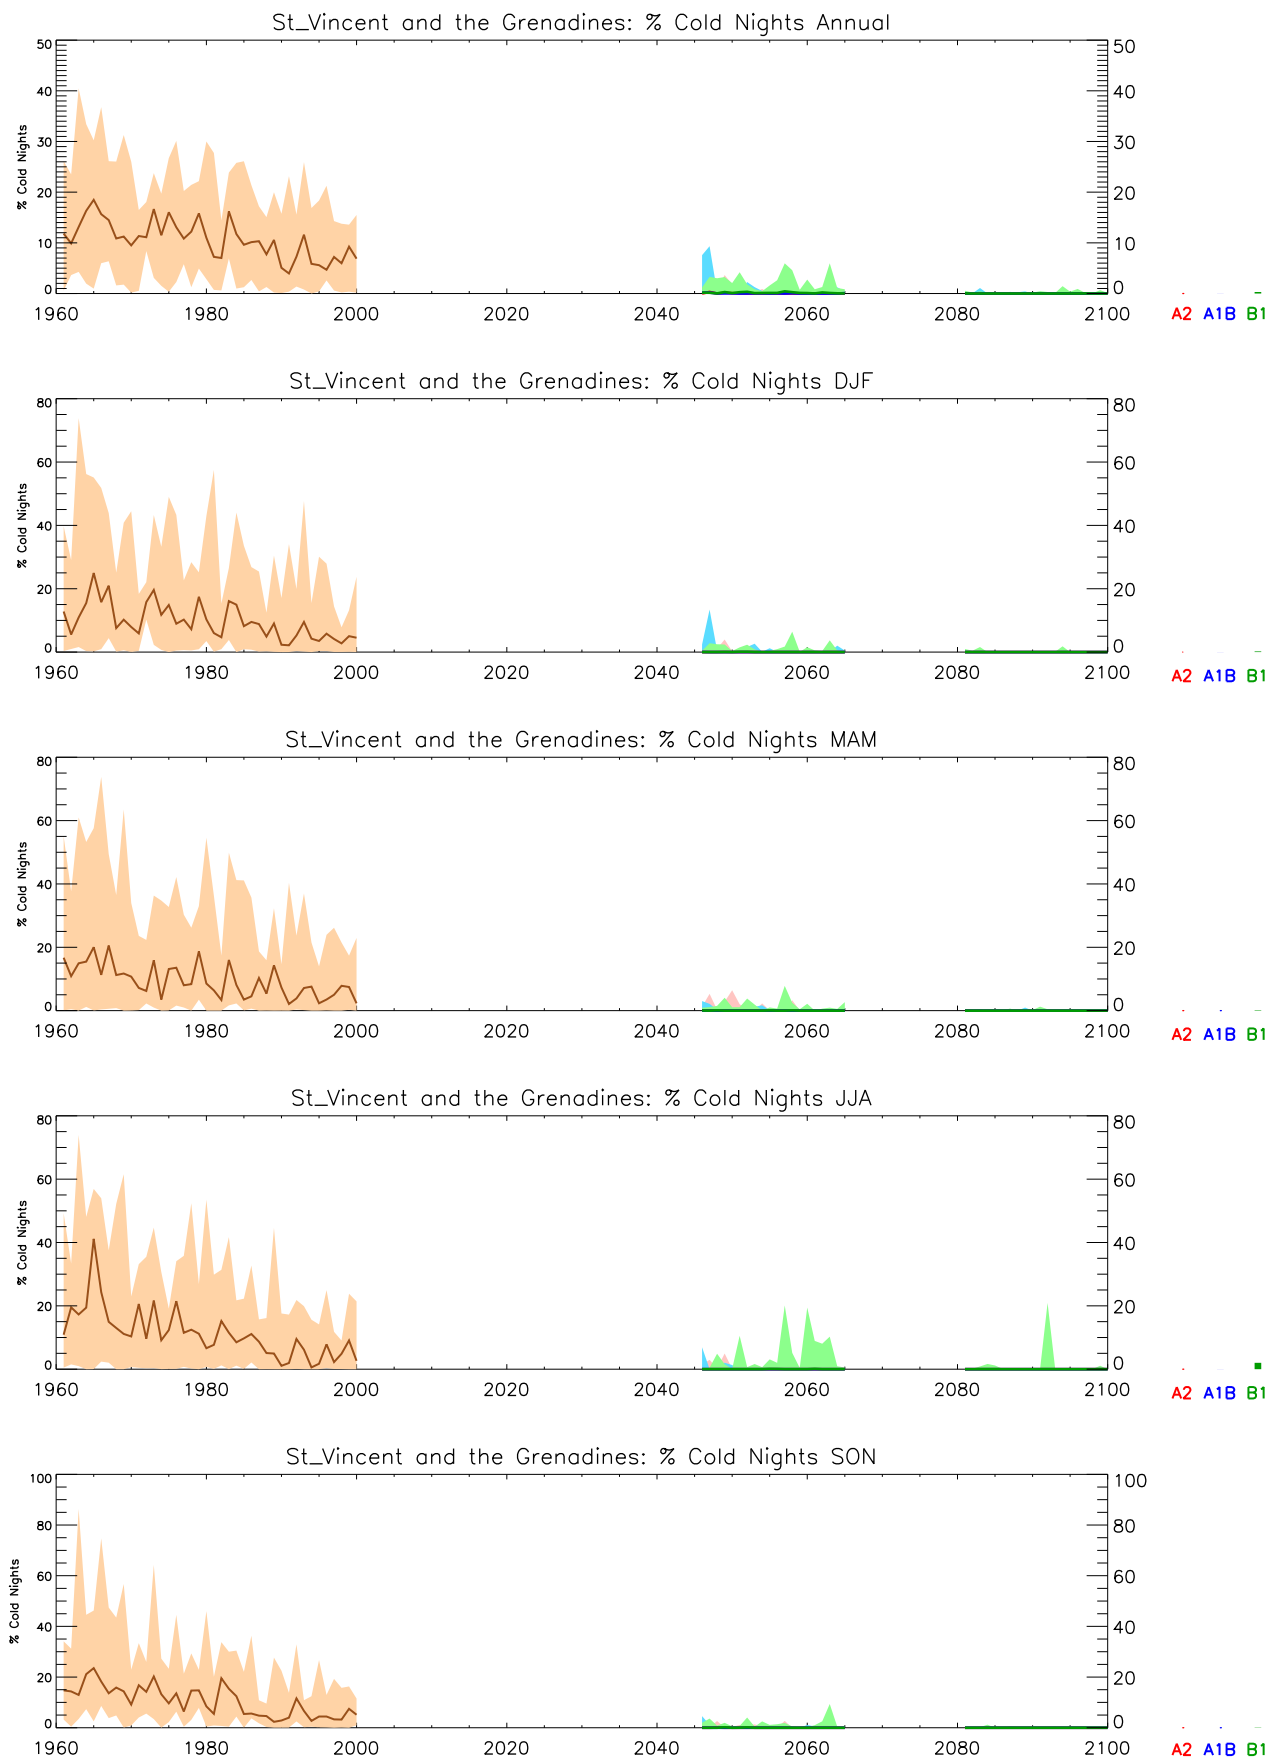 St_Vincent and the Grenadines: % Cold Nights Annual
50 50
40 40
30 30
20 20
10 10
0 0
% Cold Nights
1960 1980 2000 2020 2040 2060 2080 2100 A2 A1B B1
St_Vincent and the Grenadines: % Cold Nights DJF
80 80
60 60
40 40
20 20
0 0
% Cold Nights
1960 1980 2000 2020 2040 2060 2080 2100 A2 A1B B1
St_Vincent and the Grenadines: % Cold Nights MAM
80 80
60 60
40 40
20 20
0 0
% Cold Nights
1960 1980 2000 2020 2040 2060 2080 2100 A2 A1B B1
St_Vincent and the Grenadines: % Cold Nights JJA
80 80
60 60
40 40
20 20
0 0
% Cold Nights
1960 1980 2000 2020 2040 2060 2080 2100 A2 A1B B1
St_Vincent and the Grenadines: % Cold Nights SON
100 100
80 80
60 60
40 40
20 20
0 0
% Cold Nights
1960 1980 2000 2020 2040 2060 2080 2100 A2 A1B B1